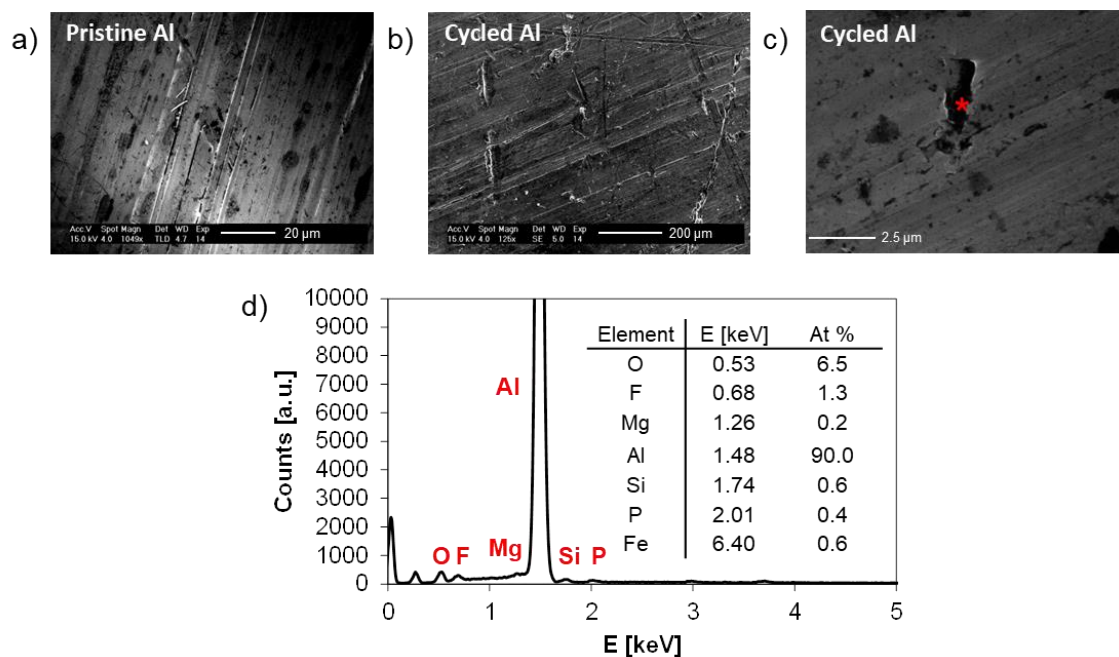 a)
Pristine Al
Acc.V Spot Magn Det WD Exp
15.0 kV 4.0 1049x TLD 4.7 14
20 µm
b)
Cycled Al
Acc.V Spot Magn Det WD Exp
15.0 kV 4.0 125x SE 5.0 14
200 µm
c)
Cycled Al
*
2.5 µm
d)
Counts [a.u.]
10000
9000
8000
7000
6000
5000
4000
3000
2000
1000
0
O F Mg Al Si P
Element E [keV] At %
O 0.53 6.5
F 0.68 1.3
Mg 1.26 0.2
Al 1.48 90.0
Si 1.74 0.6
P 2.01 0.4
Fe 6.40 0.6
0 1 2 3 4 5
E [keV]